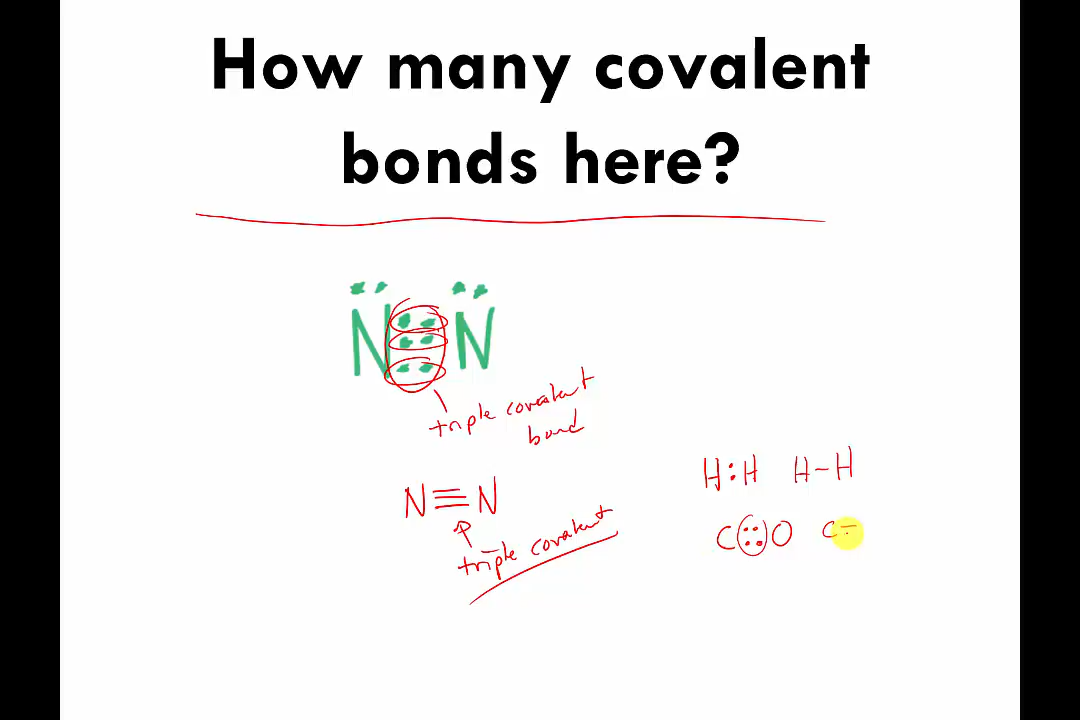 How many covalent
bonds here?
N N
triple covalent
bond
N≡N
triple covalent
H:H H-H
C::O C